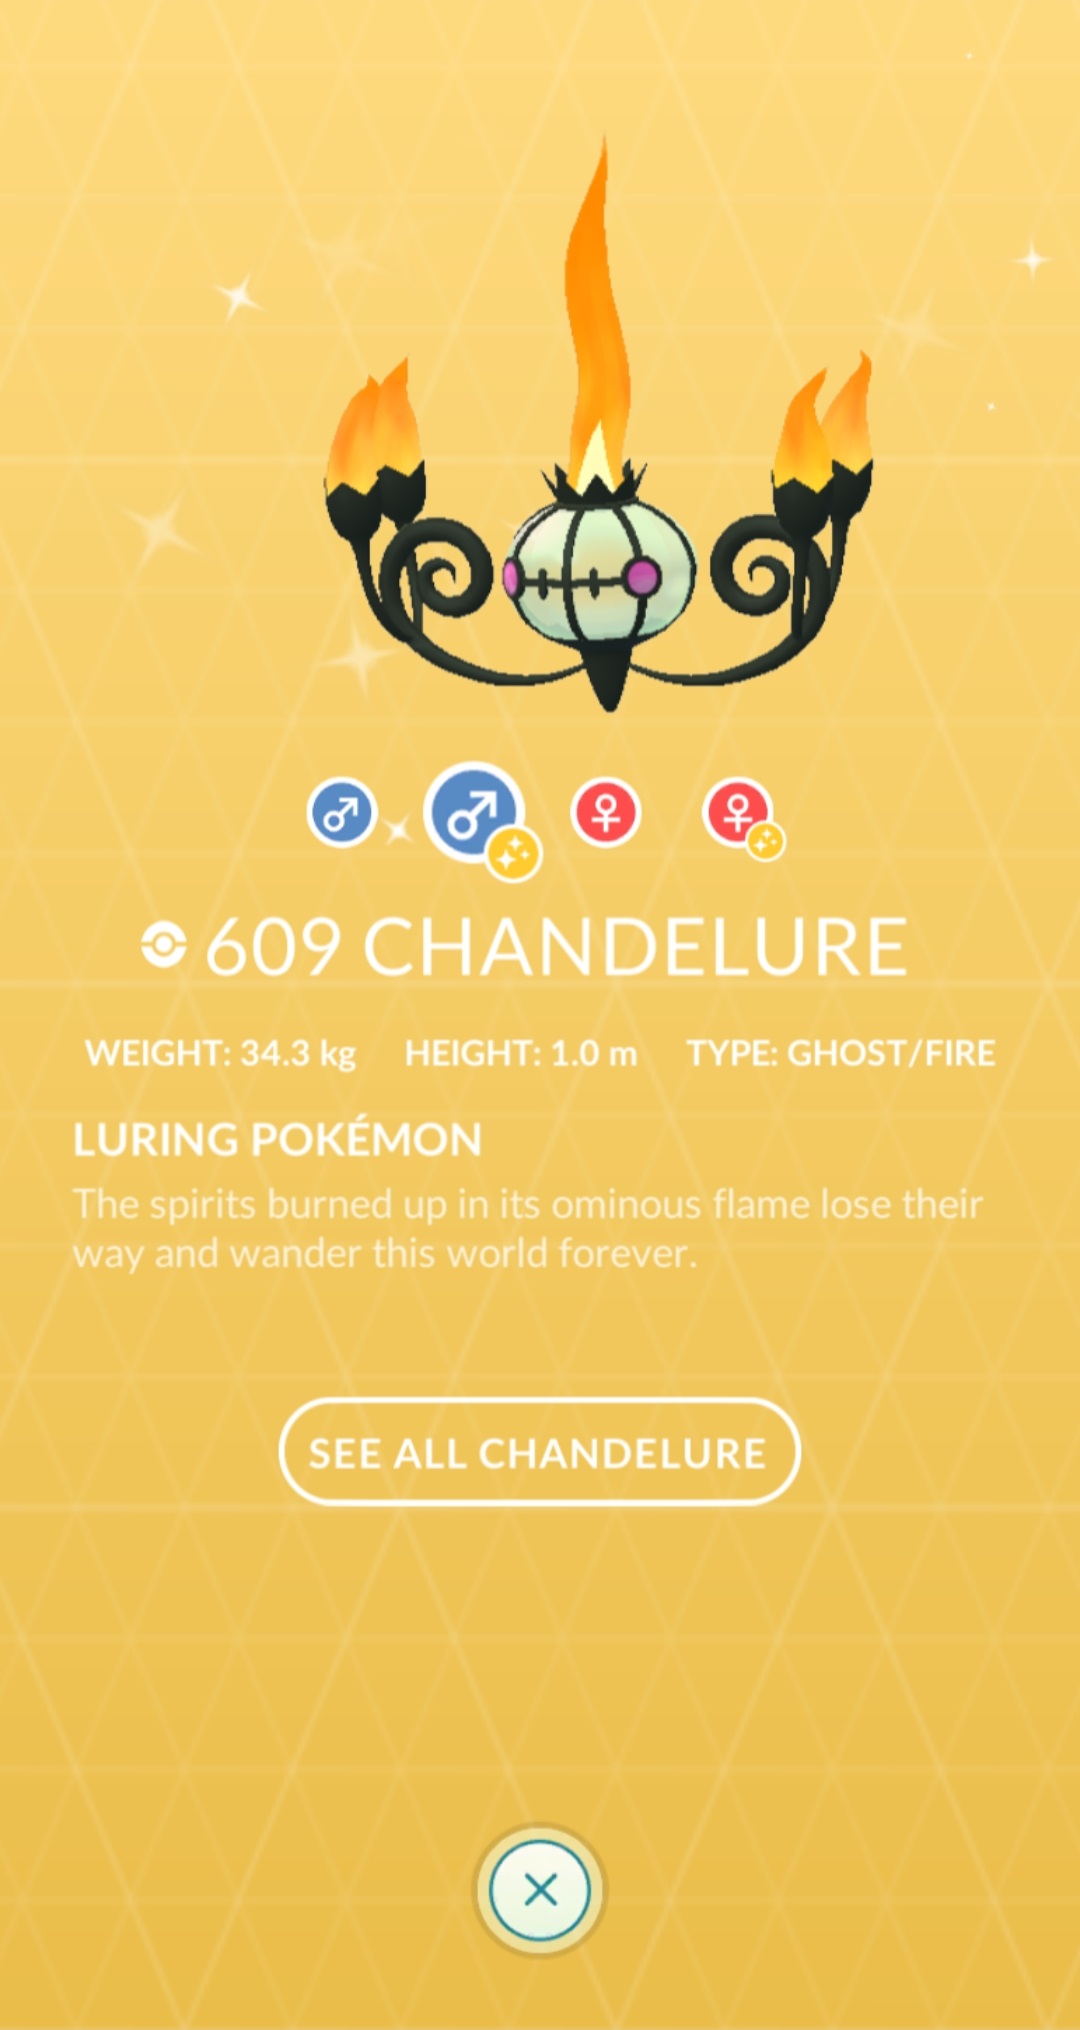 609 CHANDELURE
WEIGHT: 34.3 kg HEIGHT: 1.0 m TYPE: GHOST/FIRE
LURING POKÉMON
The spirits burned up in its ominous flame lose their
way and wander this world forever.
SEE ALL CHANDELURE